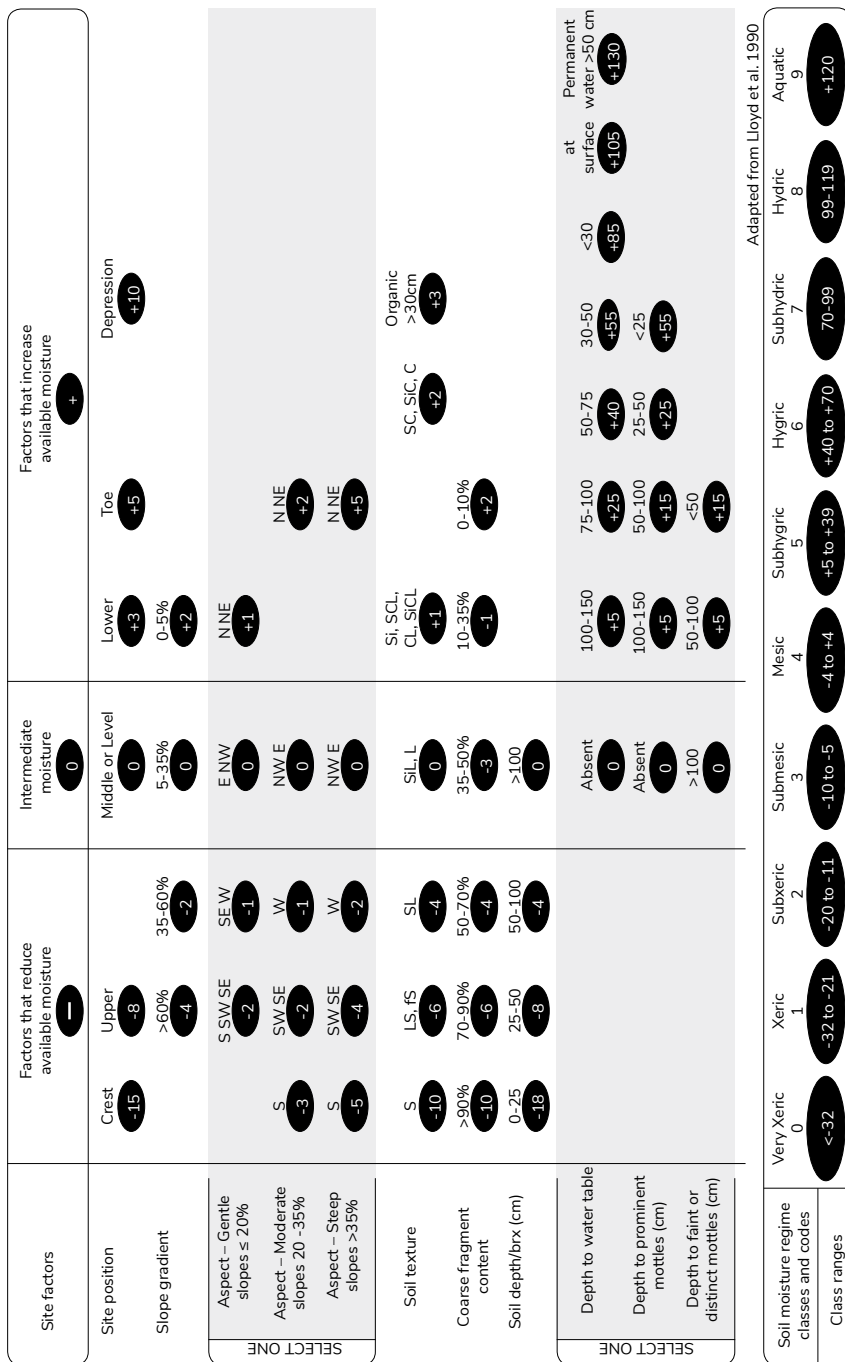 Site factors
Factors that reduce
available moisture
—
Intermediate
moisture
0
Factors that increase
available moisture
+
Site position
Crest
-15
Upper
-8
Middle or Level
0
Lower
+3
Toe
+5
Depression
+10
Slope gradient
>60%
-4
35-60%
-2
5-35%
0
0-5%
+2
SELECT ONE
Aspect – Gentle
slopes ≤ 20%
S SW SE
-2
SE W
-1
E NW
0
N NE
+1
Aspect – Moderate
slopes 20 -35%
S
-3
SW SE
-2
W
-1
NW E
0
N NE
+2
Aspect – Steep
slopes >35%
S
-5
SW SE
-4
W
-2
NW E
0
N NE
+5
Soil texture
S
-10
LS, fS
-6
SL
-4
SiL, L
0
Si, SCL,
CL, SiCL
+1
SC, SiC, C
+2
Organic
>30cm
+3
Coarse fragment
content
>90%
-10
70-90%
-6
50-70%
-4
35-50%
-3
10-35%
-1
0-10%
+2
Soil depth/brx (cm)
0-25
-18
25-50
-8
50-100
-4
>100
0
SELECT ONE
Depth to water table
Absent
0
100-150
+5
75-100
+25
50-75
+40
30-50
+55
<30
+85
at
surface
+105
Permanent
water >50 cm
+130
Depth to prominent
mottles (cm)
Absent
0
100-150
+5
50-100
+15
25-50
+25
<25
+55
Depth to faint or
distinct mottles (cm)
>100
0
50-100
+5
<50
+15
Adapted from Lloyd et al. 1990
Soil moisture regime
classes and codes
Very Xeric
0
Xeric
1
Subxeric
2
Submesic
3
Mesic
4
Subhygric
5
Hygric
6
Subhydric
7
Hydric
8
Aquatic
9
Class ranges
<-32
-32 to -21
-20 to -11
-10 to -5
-4 to +4
+5 to +39
+40 to +70
70-99
99-119
+120